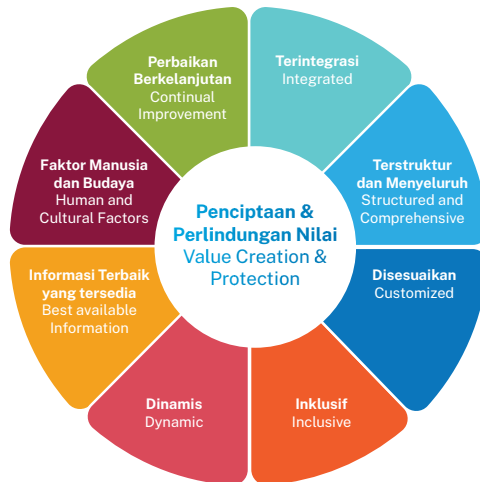 Perbaikan
Berkelanjutan
Continual
Improvement
Terintegrasi
Integrated
Faktor Manusia
dan Budaya
Human and
Cultural Factors
Terstruktur
dan Menyeluruh
Structured and
Comprehensive
Penciptaan &
Perlindungan Nilai
Value Creation &
Protection
Informasi Terbaik
yang tersedia
Best available
Information
Disesuaikan
Customized
Dinamis
Dynamic
Inklusif
Inclusive